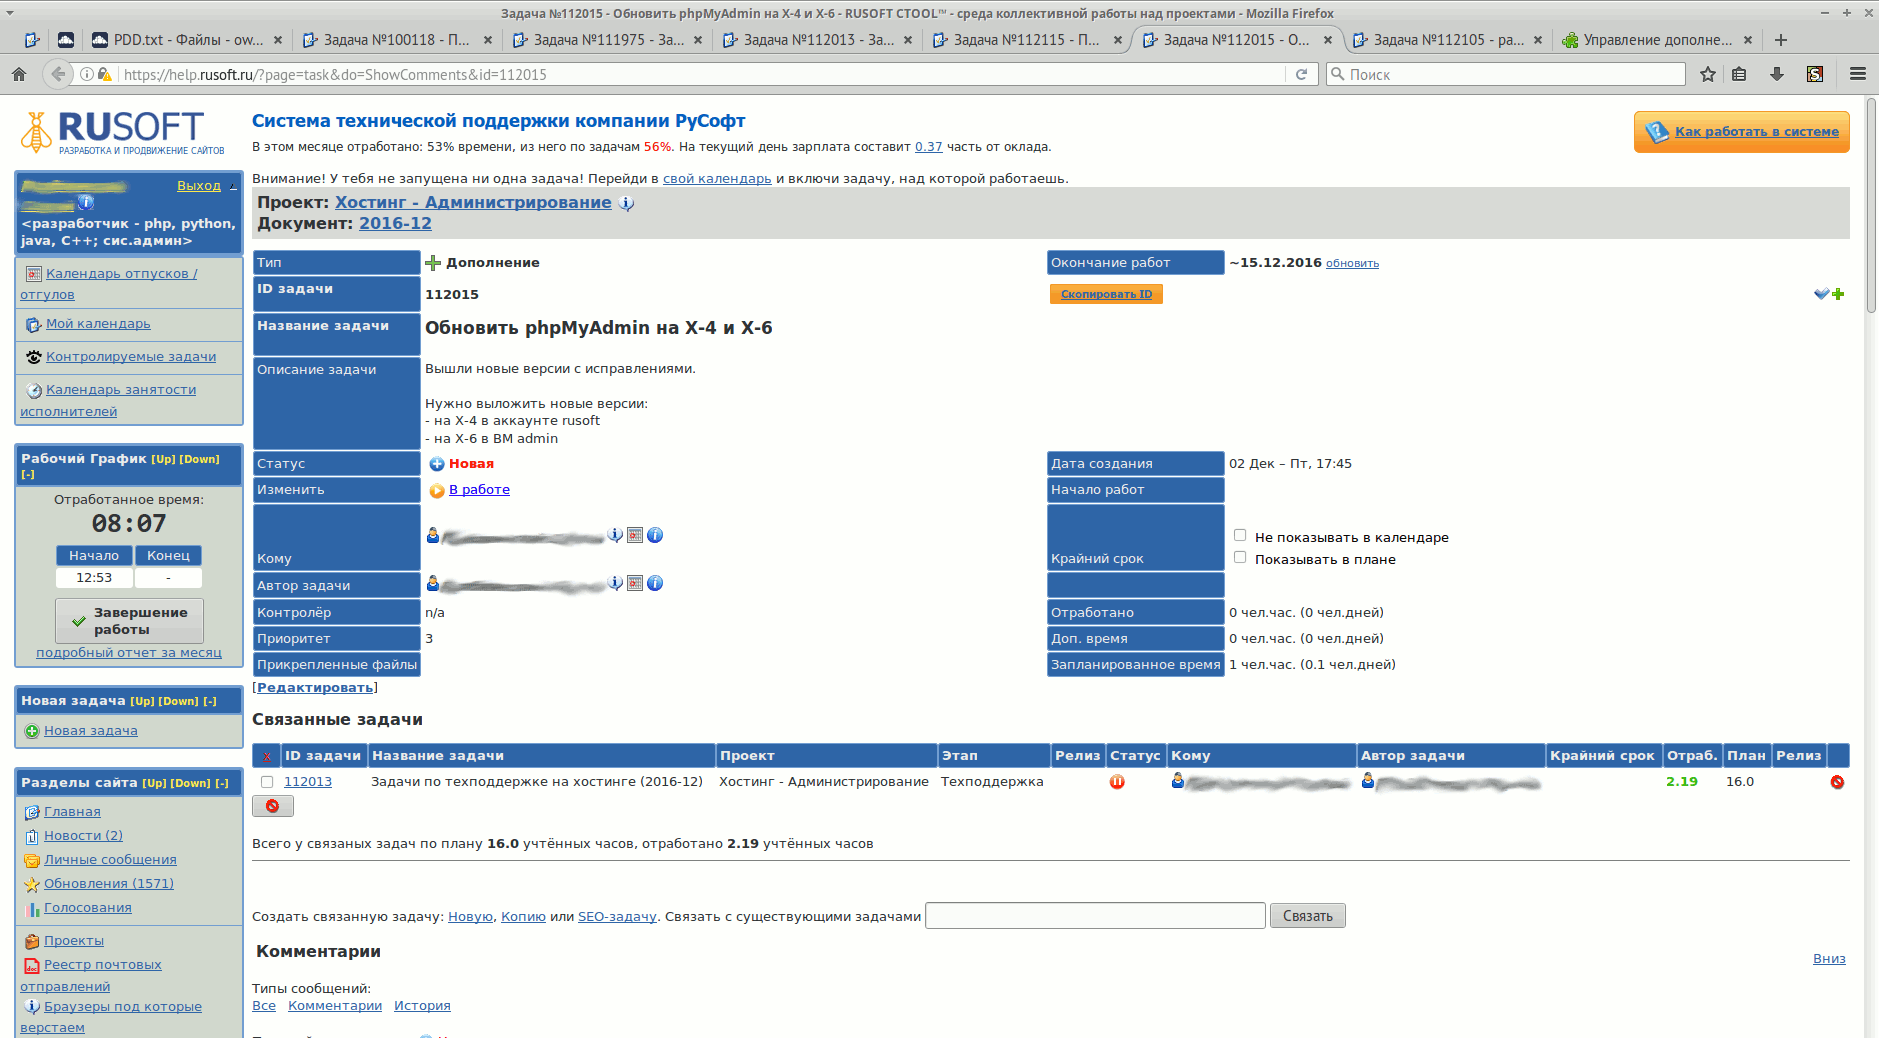 Задача №112015 - Обновить phpMyAdmin на X-4 и X-6 - RUSOFT CTOOL™ - среда коллективной работы над проектами - Mozilla Firefox
PDD.txt - Файлы - ow... Задача №100118 - П... Задача №111975 - За... Задача №112013 - За... Задача №112115 - П... Задача №112015 - О... Задача №112105 - ра... Управление дополне...
https://help.rusoft.ru/?page=task&do=ShowComments&id=112015 Поиск
RUSOFT
РАЗРАБОТКА И ПРОДВИЖЕНИЕ САЙТОВ
Выход
<разработчик - php, python,
java, C++; сис.админ>
Календарь отпусков /
отгулов
Мой календарь
Контролируемые задачи
Календарь занятости
исполнителей
Рабочий График [Up] [Down]
[-]
Отработанное время:
08:07
Начало Конец
12:53 -
Завершение
работы
подробный отчет за месяц
Новая задача [Up] [Down] [-]
Новая задача
Разделы сайта [Up] [Down] [-]
Главная
Новости (2)
Личные сообщения
Обновления (1571)
Голосования
Проекты
Реестр почтовых
отправлений
Браузеры под которые
верстаем
Система технической поддержки компании РуСофт
Как работать в системе
В этом месяце отработано: 53% времени, из него по задачам 56%. На текущий день зарплата составит 0.37 часть от оклада.
Внимание! У тебя не запущена ни одна задача! Перейди в свой календарь и включи задачу, над которой работаешь.
Проект: Хостинг - Администрирование
Документ: 2016-12
Тип Дополнение Окончание работ ~15.12.2016 обновить
ID задачи 112015 Скопировать ID
Название задачи Обновить phpMyAdmin на X-4 и X-6
Описание задачи Вышли новые версии с исправлениями.
Нужно выложить новые версии:
- на X-4 в аккаунте rusoft
- на X-6 в ВМ admin
Статус Новая Дата создания 02 Дек – Пт, 17:45
Изменить В работе Начало работ
Не показывать в календаре
Кому Крайний срок Показывать в плане
Автор задачи
Контролёр n/a Отработано 0 чел.час. (0 чел.дней)
Приоритет 3 Доп. время 0 чел.час. (0 чел.дней)
Прикрепленные файлы Запланированное время 1 чел.час. (0.1 чел.дней)
[Редактировать]
Связанные задачи
x ID задачи Название задачи Проект Этап Релиз Статус Кому Автор задачи Крайний срок Отраб. План Релиз
112013 Задачи по техподдержке на хостинге (2016-12) Хостинг - Администрирование Техподдержка 2.19 16.0
Всего у связаных задач по плану 16.0 учтённых часов, отработано 2.19 учтённых часов
Создать связанную задачу: Новую, Копию или SEO-задачу. Связать с существующими задачами Связать
Комментарии
Вниз
Типы сообщений:
Все Комментарии История